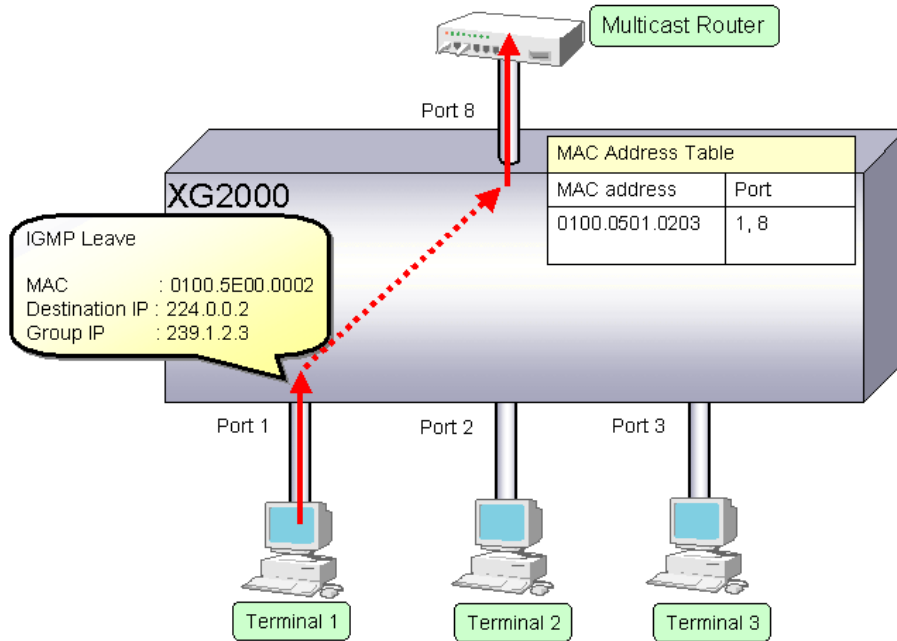 Multicast Router
Port 8
MAC Address Table
MAC address Port
0100.0501.0203 1, 8
XG2000
IGMP Leave
MAC : 0100.5E00.0002
Destination IP : 224.0.0.2
Group IP : 239.1.2.3
Port 1
Port 2
Port 3
Terminal 1
Terminal 2
Terminal 3